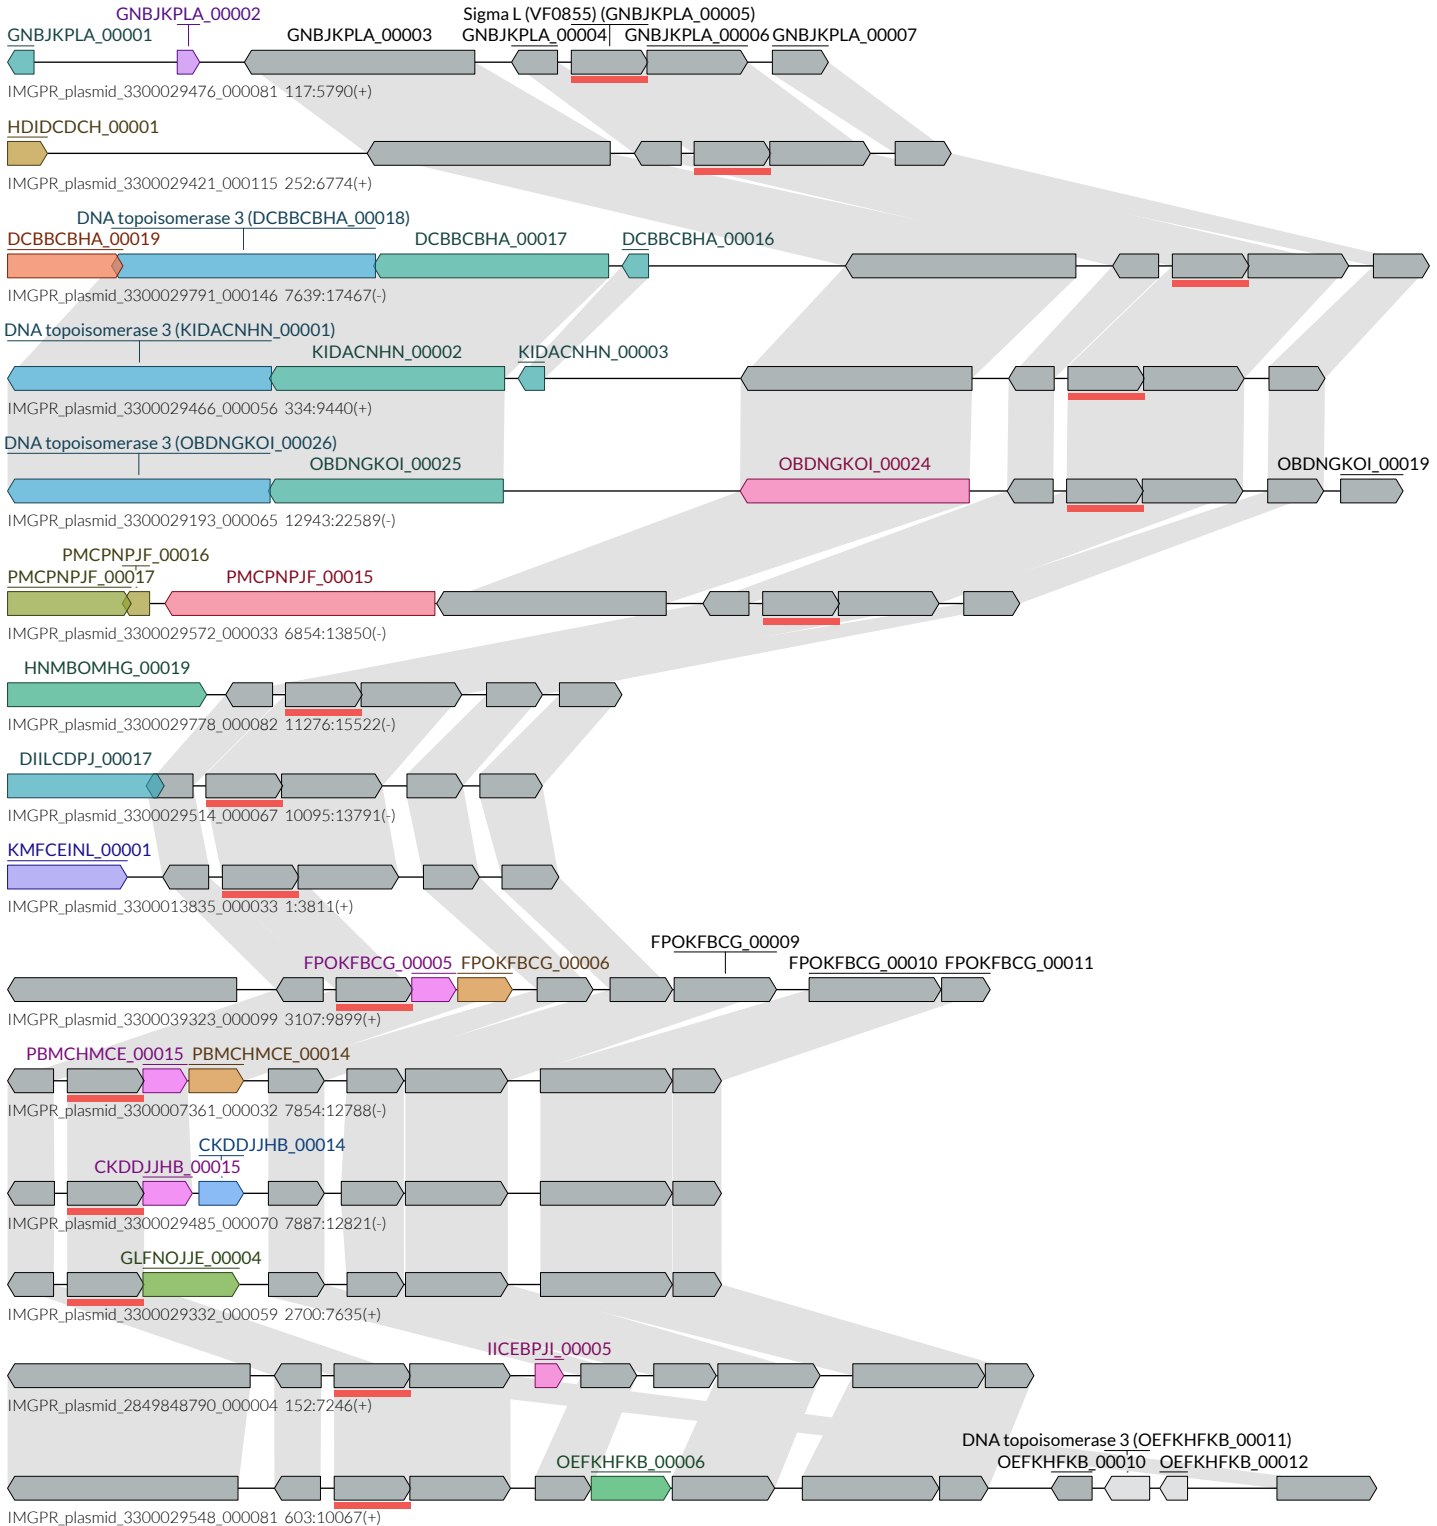 GNBJKPLA_00002
Sigma L (VF0855) (GNBJKPLA_00005)
GNBJKPLA_00001
GNBJKPLA_00003
GNBJKPLA_00004
GNBJKPLA_00006
GNBJKPLA_00007
IMGPR_plasmid_3300029476_000081 117:5790(+)
HDIDCDCH_00001
IMGPR_plasmid_3300029421_000115 252:6774(+)
DNA topoisomerase 3 (DCBBCBHA_00018)
DCBBCBHA_00019
DCBBCBHA_00017
DCBBCBHA_00016
IMGPR_plasmid_3300029791_000146 7639:17467(-)
DNA topoisomerase 3 (KIDACNHN_00001)
KIDACNHN_00002
KIDACNHN_00003
IMGPR_plasmid_3300029466_000056 334:9440(+)
DNA topoisomerase 3 (OBDNGKOI_00026)
OBDNGKOI_00025
OBDNGKOI_00024
OBDNGKOI_00019
IMGPR_plasmid_3300029193_000065 12943:22589(-)
PMCPNPJF_00016
PMCPNPJF_00017
PMCPNPJF_00015
IMGPR_plasmid_3300029572_000033 6854:13850(-)
HNMBOMHG_00019
IMGPR_plasmid_3300029778_000082 11276:15522(-)
DIILCDPJ_00017
IMGPR_plasmid_3300029514_000067 10095:13791(-)
KMFCEINL_00001
IMGPR_plasmid_3300013835_000033 1:3811(+)
FPOKFBCG_00009
FPOKFBCG_00005
FPOKFBCG_00006
FPOKFBCG_00010
FPOKFBCG_00011
IMGPR_plasmid_3300039323_000099 3107:9899(+)
PBMCHMCE_00015
PBMCHMCE_00014
IMGPR_plasmid_3300007361_000032 7854:12788(-)
CKDDJJHB_00014
CKDDJJHB_00015
IMGPR_plasmid_3300029485_000070 7887:12821(-)
GLFNOJJE_00004
IMGPR_plasmid_3300029332_000059 2700:7635(+)
IICEBPJI_00005
IMGPR_plasmid_2849848790_000004 152:7246(+)
DNA topoisomerase 3 (OEFKHFKB_00011)
OEFKHFKB_00006
OEFKHFKB_00010
OEFKHFKB_00012
IMGPR_plasmid_3300029548_000081 603:10067(+)